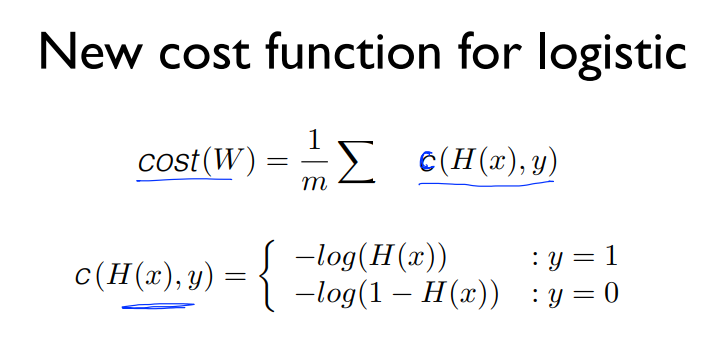 New cost function for logistic
cost(W) = 1/m ∑ c(H(x), y)
c(H(x), y) = { −log(H(x)) : y = 1
−log(1 − H(x)) : y = 0